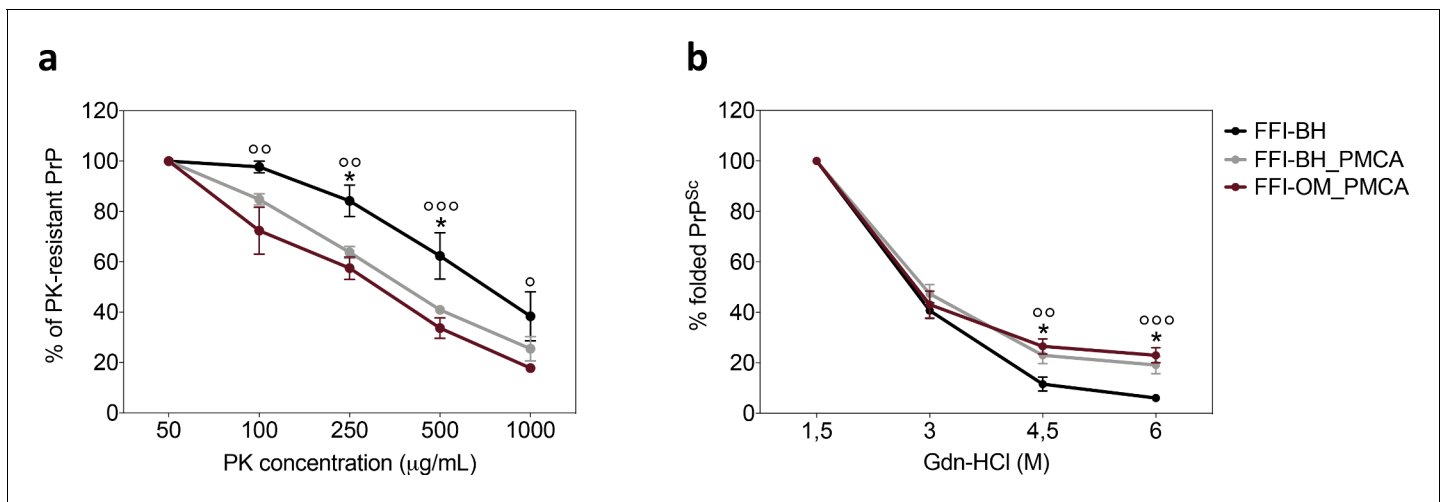 a
120
100
80
60
40
20
0
% of PK-resistant PrP
°°
°°
*
°°°
*
°
50 100 250 500 1000
PK concentration (μg/mL)
b
120
100
80
60
40
20
0
% folded PrPSc
°°
*
°°°
*
1,5 3 4,5 6
Gdn-HCl (M)
FFI-BH
FFI-BH_PMCA
FFI-OM_PMCA